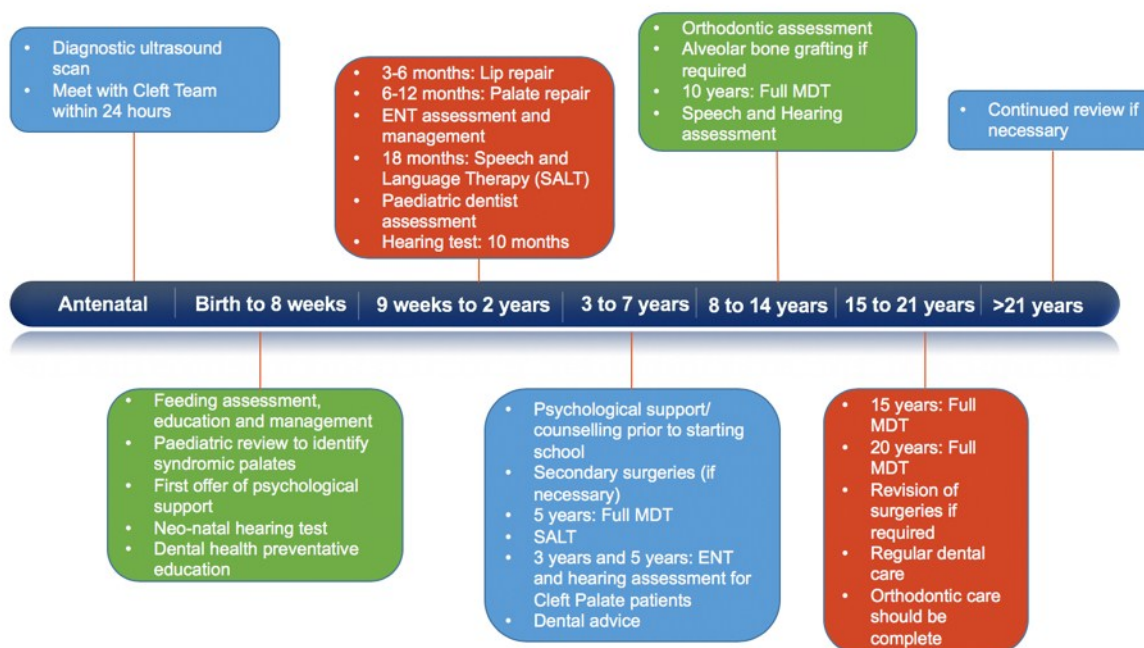 • Diagnostic ultrasound
scan
• Meet with Cleft Team
within 24 hours
• 3-6 months: Lip repair
• 6-12 months: Palate repair
• ENT assessment and
management
• 18 months: Speech and
Language Therapy (SALT)
• Paediatric dentist
assessment
• Hearing test: 10 months
• Orthodontic assessment
• Alveolar bone grafting if
required
• 10 years: Full MDT
• Speech and Hearing
assessment
• Continued review if
necessary
Antenatal
Birth to 8 weeks
9 weeks to 2 years
3 to 7 years
8 to 14 years
15 to 21 years
>21 years
• Feeding assessment,
education and management
• Paediatric review to identify
syndromic palates
• First offer of psychological
support
• Neo-natal hearing test
• Dental health preventative
education
• Psychological support/
counselling prior to starting
school
• Secondary surgeries (if
necessary)
• 5 years: Full MDT
• SALT
• 3 years and 5 years: ENT
and hearing assessment for
Cleft Palate patients
• Dental advice
• 15 years: Full
MDT
• 20 years: Full
MDT
• Revision of
surgeries if
required
• Regular dental
care
• Orthodontic care
should be
complete